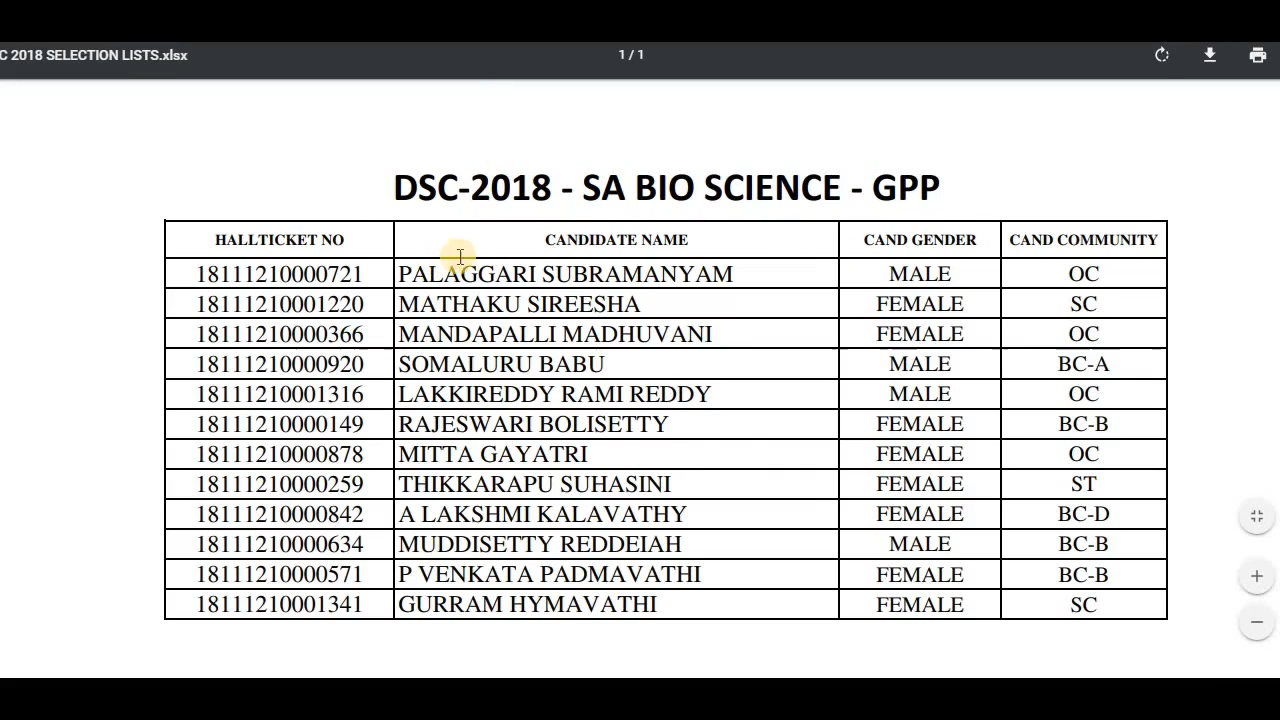 C 2018 SELECTION LISTS.xlsx 1 / 1
DSC-2018 - SA BIO SCIENCE - GPP
HALLTICKET NO CANDIDATE NAME CAND GENDER CAND COMMUNITY
18111210000721 PALAGGARI SUBRAMANYAM MALE OC
18111210001220 MATHAKU SIREESHA FEMALE SC
18111210000366 MANDAPALLI MADHUVANI FEMALE OC
18111210000920 SOMALURU BABU MALE BC-A
18111210001316 LAKKIREDDY RAMI REDDY MALE OC
18111210000149 RAJESWARI BOLISETTY FEMALE BC-B
18111210000878 MITTA GAYATRI FEMALE OC
18111210000259 THIKKARAPU SUHASINI FEMALE ST
18111210000842 A LAKSHMI KALAVATHY FEMALE BC-D
18111210000634 MUDDISETTY REDDEIAH MALE BC-B
18111210000571 P VENKATA PADMAVATHI FEMALE BC-B
18111210001341 GURRAM HYMAVATHI FEMALE SC